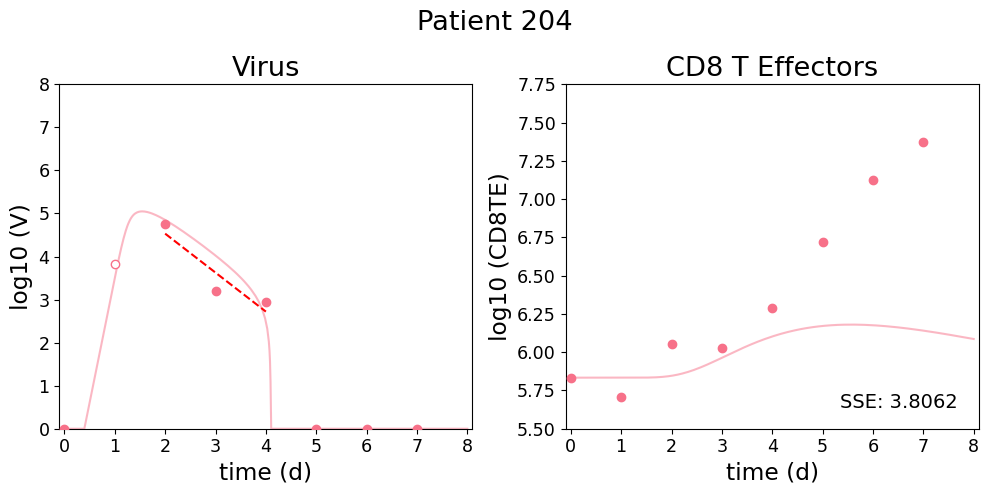 Patient 204
Virus
log10 (V)
8
7
6
5
4
3
2
1
0
0 1 2 3 4 5 6 7 8
time (d)
CD8 T Effectors
log10 (CD8TE)
7.75
7.50
7.25
7.00
6.75
6.50
6.25
6.00
5.75
5.50
SSE: 3.8062
0 1 2 3 4 5 6 7 8
time (d)